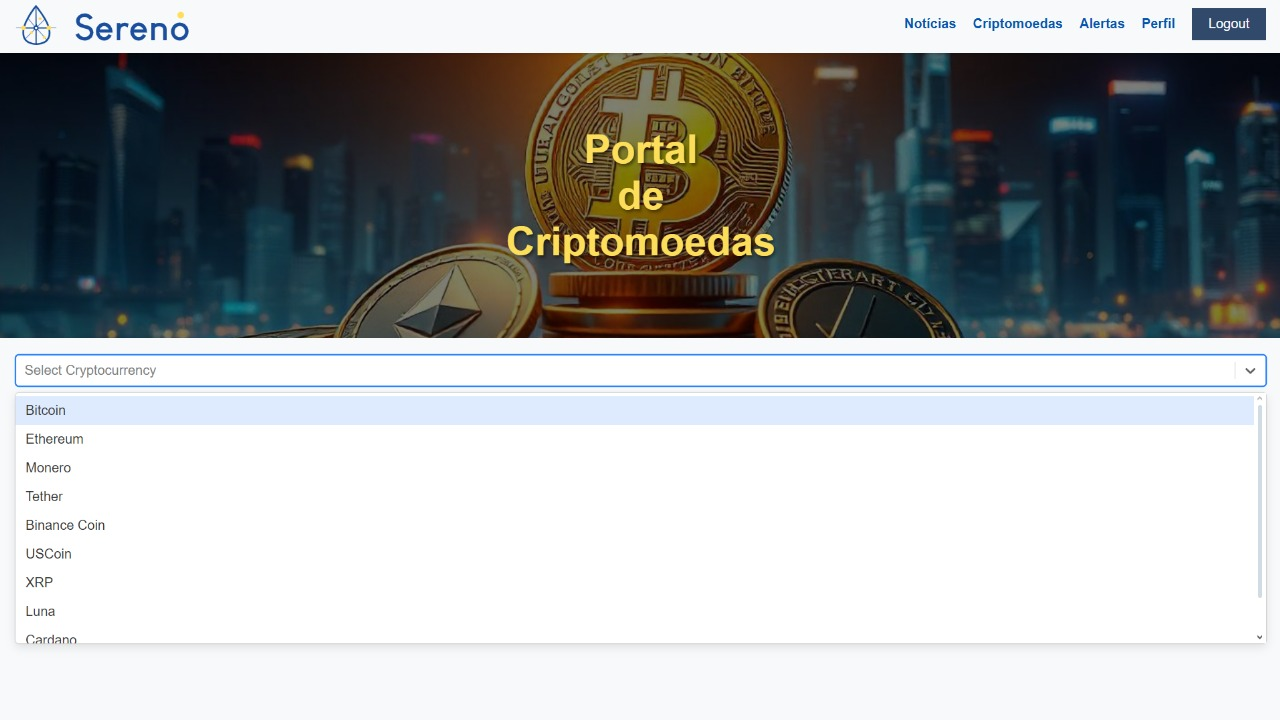 Sereno
Notícias
Criptomoedas
Alertas
Perfil
Logout
Portal
de
Criptomoedas
Select Cryptocurrency
Bitcoin
Ethereum
Monero
Tether
Binance Coin
USCoin
XRP
Luna
Cardano